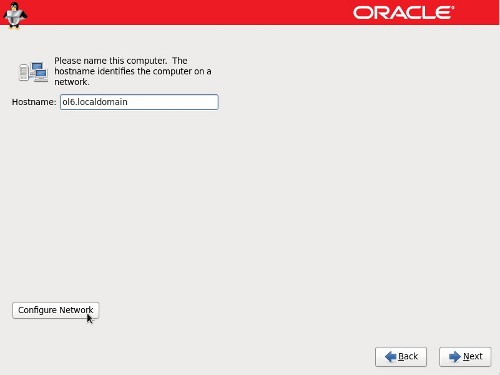 ORACLE
Please name this computer. The
hostname identifies the computer on a
network.
Hostname: ol6.localdomain
Configure Network
Back
Next